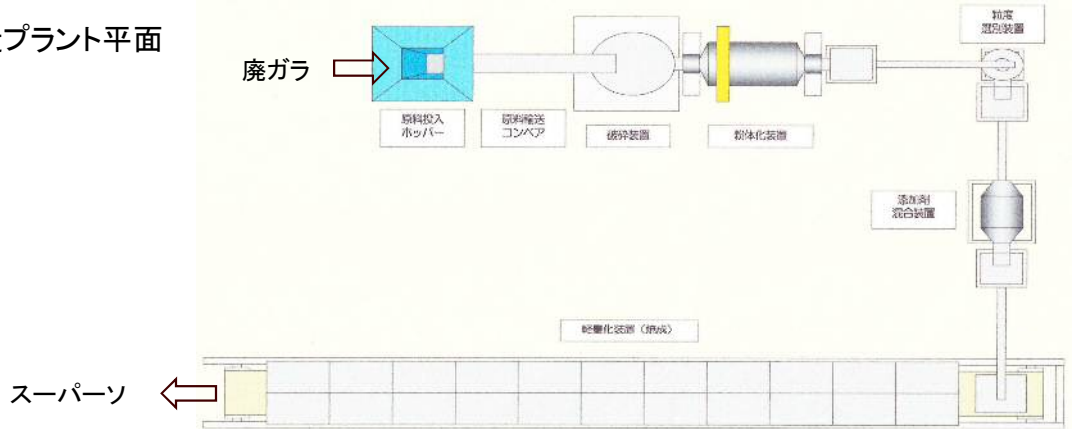 プラント平面
廃ガラ
原料投入
ホッパー
原料輸送
コンベア
破砕装置
粉体化装置
粒度
選別装置
添加剤
混合装置
軽量化装置（焼成）
スーパーソ